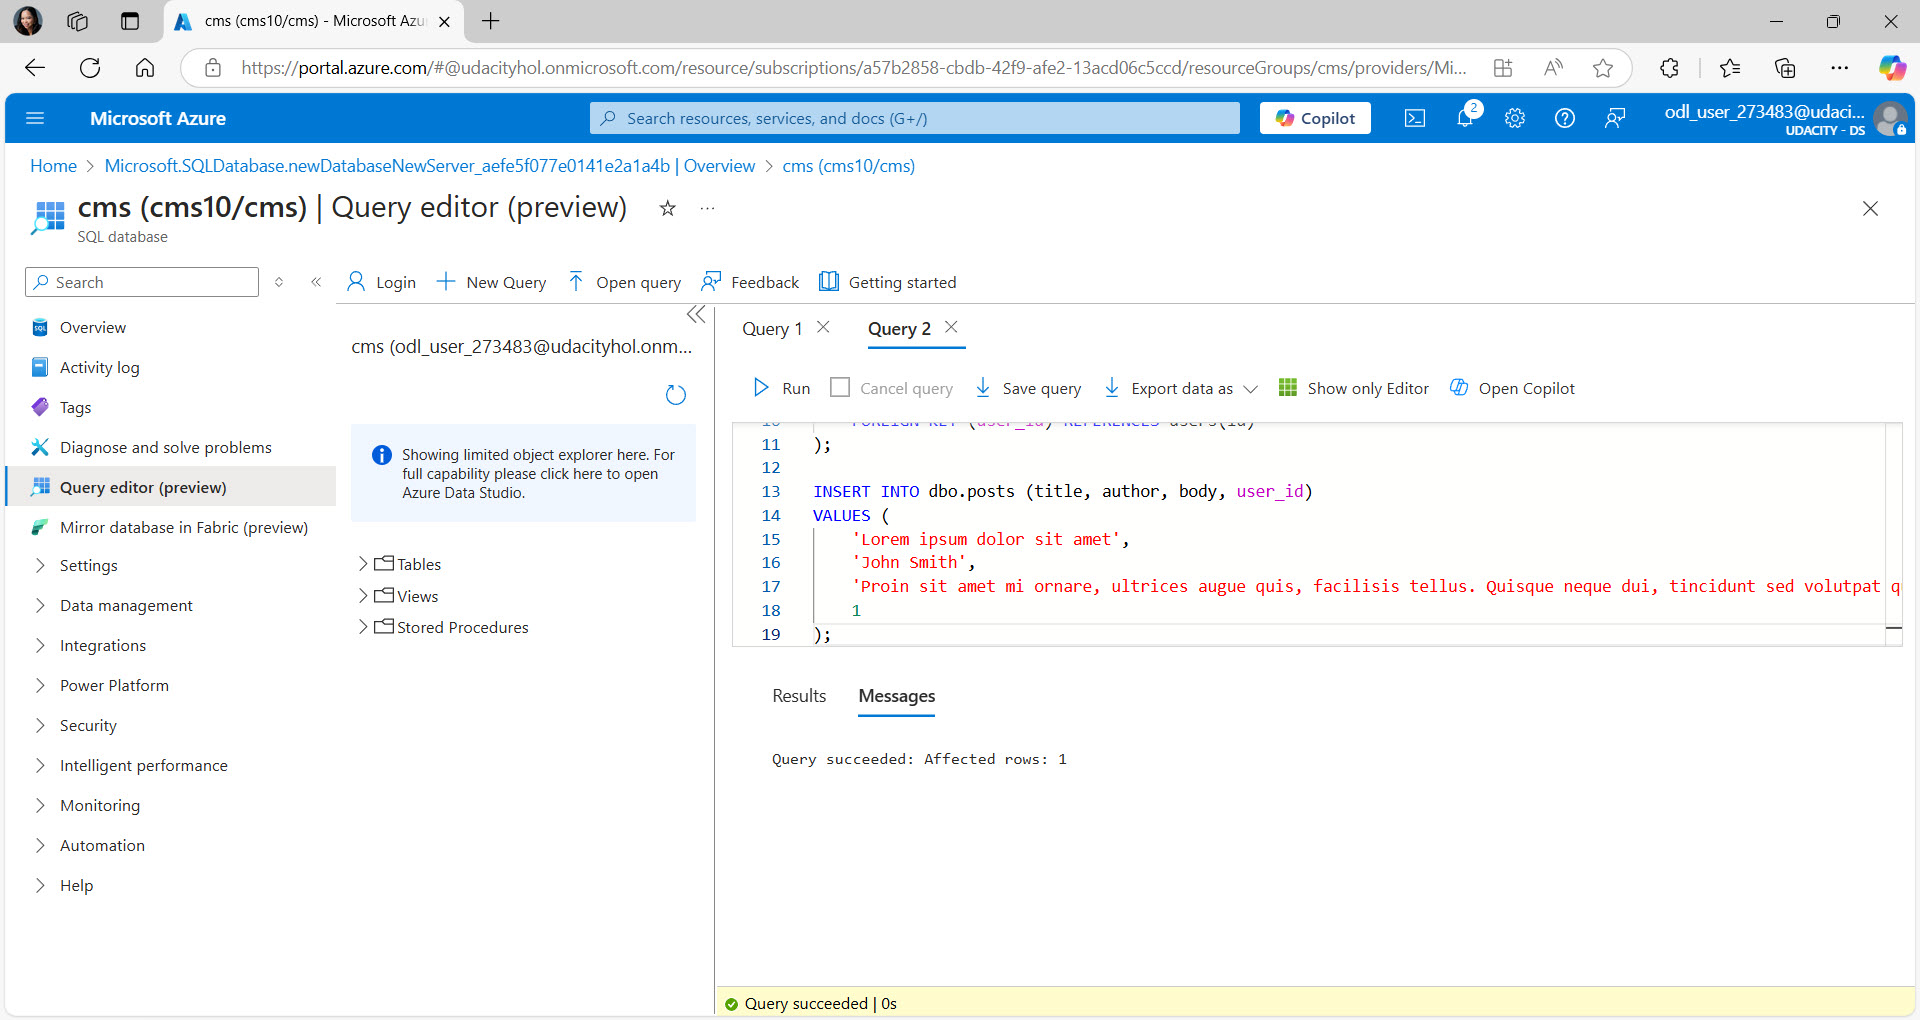 cms (cms10/cms) - Microsoft Azu
https://portal.azure.com/#@udacityhol.onmicrosoft.com/resource/subscriptions/a57b2858-cbdb-42f9-afe2-13acd06c5ccd/resourceGroups/cms/providers/Mi...
Microsoft Azure
Search resources, services, and docs (G+/)
Copilot
2
odl_user_273483@udaci...
UDACITY - DS
Home > Microsoft.SQLDatabase.newDatabaseNewServer_aefe5f077e0141e2a1a4b | Overview > cms (cms10/cms)
cms (cms10/cms) | Query editor (preview)
SQL database
Search
Overview
Activity log
Tags
Diagnose and solve problems
Query editor (preview)
Mirror database in Fabric (preview)
Settings
Data management
Integrations
Power Platform
Security
Intelligent performance
Monitoring
Automation
Help
Login
New Query
Open query
Feedback
Getting started
cms (odl_user_273483@udacityhol.onm...
Showing limited object explorer here. For
full capability please click here to open
Azure Data Studio.
Tables
Views
Stored Procedures
Query 1
Query 2
Run
Cancel query
Save query
Export data as
Show only Editor
Open Copilot
10 FOREIGN KEY (user_id) REFERENCES users(id)
11 );
12
13 INSERT INTO dbo.posts (title, author, body, user_id)
14 VALUES (
15 'Lorem ipsum dolor sit amet',
16 'John Smith',
17 'Proin sit amet mi ornare, ultrices augue quis, facilisis tellus. Quisque neque dui, tincidunt sed volutpat q
18 1
19 );
Results
Messages
Query succeeded: Affected rows: 1
Query succeeded | 0s